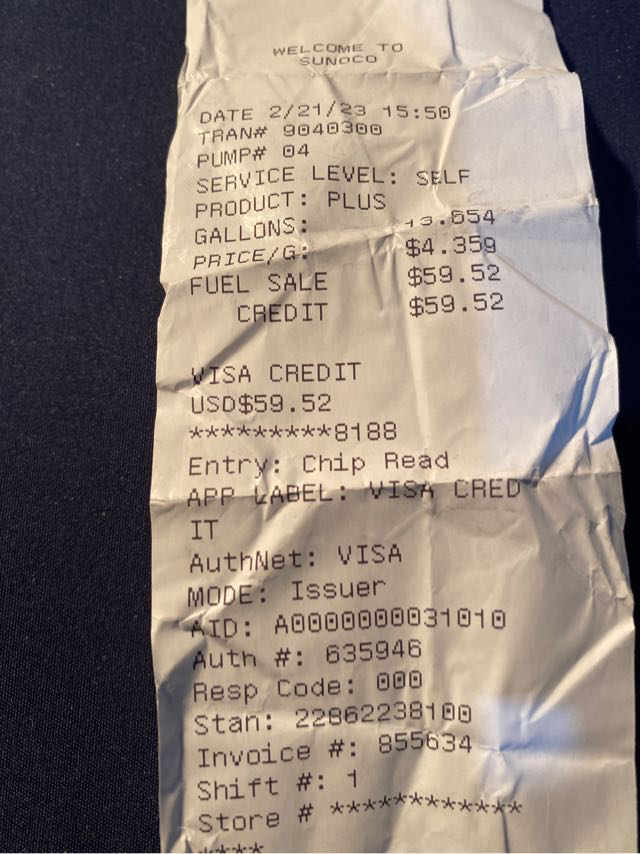 WELCOME TO
SUNOCO
DATE 2/21/23 15:50
TRAN# 9040300
PUMP# 04
SERVICE LEVEL: SELF
PRODUCT: PLUS
GALLONS: 13.654
PRICE/G: $4.359
FUEL SALE $59.52
CREDIT $59.52
VISA CREDIT
USD$59.52
*********8188
Entry: Chip Read
APP LABEL: VISA CRED
IT
AuthNet: VISA
MODE: Issuer
AID: A0000000031010
Auth #: 635946
Resp Code: 000
Stan: 22862238100
Invoice #: 855634
Shift #: 1
Store # ************
****